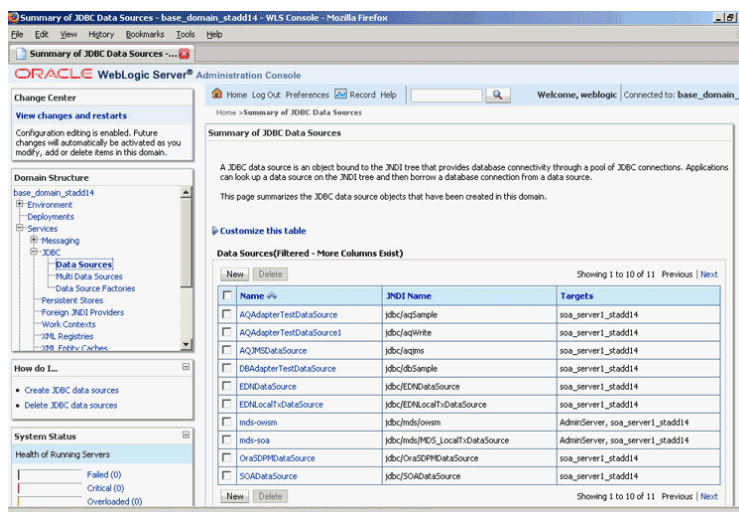 Summary of JDBC Data Sources - base_domain_stadd14 - WLS Console - Mozilla Firefox
File Edit View History Bookmarks Tools Help
Summary of JDBC Data Sources -...
ORACLE WebLogic Server® Administration Console
Change Center
View changes and restarts
Configuration editing is enabled. Future
changes will automatically be activated as you
modify, add or delete items in this domain.
Domain Structure
base_domain_stadd14
Environment
Deployments
Services
Messaging
JDBC
Data Sources
Multi Data Sources
Data Source Factories
Persistent Stores
Foreign JNDI Providers
Work Contexts
XML Registries
XML Entity Caches
How do I...
Create JDBC data sources
Delete JDBC data sources
System Status
Health of Running Servers
Failed (0)
Critical (0)
Overloaded (0)
Home Log Out Preferences Record Help
Welcome, weblogic Connected to: base_domain_
Home >Summary of JDBC Data Sources
Summary of JDBC Data Sources
A JDBC data source is an object bound to the JNDI tree that provides database connectivity through a pool of JDBC connections. Applications
can look up a data source on the JNDI tree and then borrow a database connection from a data source.
This page summarizes the JDBC data source objects that have been created in this domain.
Customize this table
Data Sources(Filtered - More Columns Exist)
New Delete Showing 1 to 10 of 11 Previous | Next
Name JNDI Name Targets
AQAdapterTestDataSource jdbc/aqSample soa_server1_stadd14
AQAdapterTestDataSource1 jdbc/aqWrite soa_server1_stadd14
AQJMSDataSource jdbc/aqjms soa_server1_stadd14
DBAdapterTestDataSource jdbc/dbSample soa_server1_stadd14
EDNDataSource jdbc/EDNDataSource soa_server1_stadd14
EDNLocalTxDataSource jdbc/EDNLocalTxDataSource soa_server1_stadd14
mds-owsm jdbc/mds/owsm AdminServer, soa_server1_stadd14
mds-soa jdbc/mds/MDS_LocalTxDataSource AdminServer, soa_server1_stadd14
OraSDPMDataSource jdbc/OraSDPMDataSource soa_server1_stadd14
SOADataSource jdbc/SOADataSource soa_server1_stadd14
New Delete Showing 1 to 10 of 11 Previous | Next